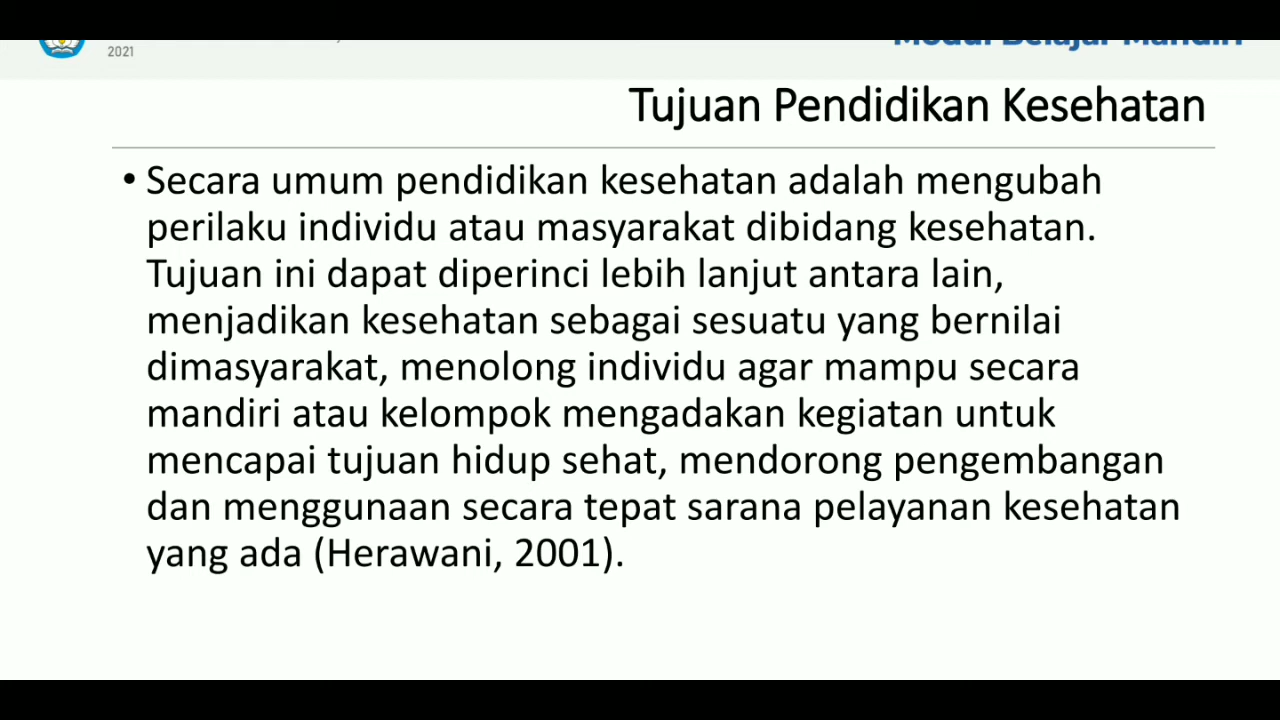 2021
Tujuan Pendidikan Kesehatan
• Secara umum pendidikan kesehatan adalah mengubah
perilaku individu atau masyarakat dibidang kesehatan.
Tujuan ini dapat diperinci lebih lanjut antara lain,
menjadikan kesehatan sebagai sesuatu yang bernilai
dimasyarakat, menolong individu agar mampu secara
mandiri atau kelompok mengadakan kegiatan untuk
mencapai tujuan hidup sehat, mendorong pengembangan
dan menggunaan secara tepat sarana pelayanan kesehatan
yang ada (Herawani, 2001).